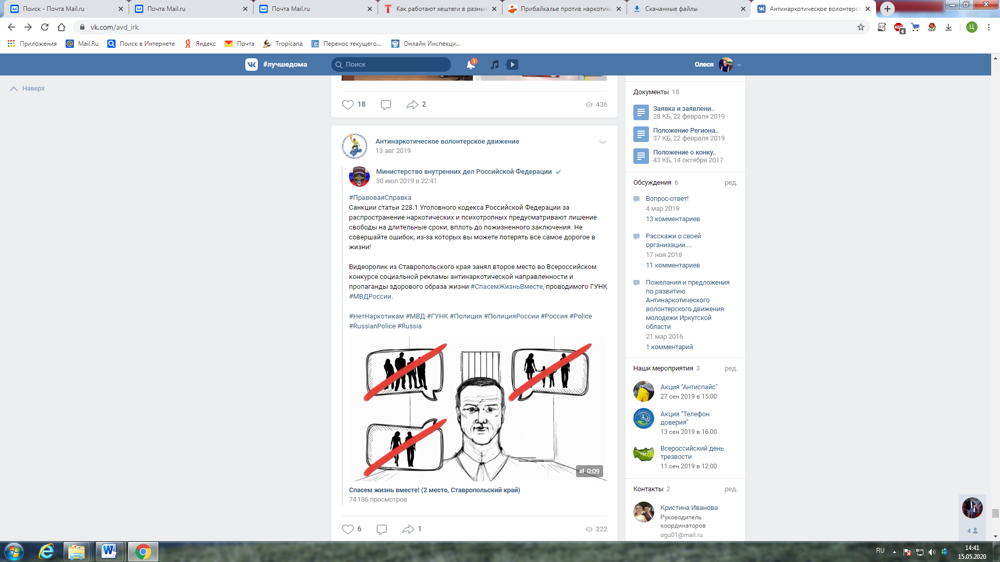 Поиск - Почта Mail.ru
Почта Mail.ru
Почта Mail.ru
Как работают хештеги в разных
Прибайкалье против наркотико
Скачанные файлы
Антинаркотическое волонтерс
vk.com/avd_irk
4
Ц
Приложения
Mail.Ru
Поиск в Интернете
Яндекс
Почта
Tropicana
Перенос текущего...
Онлайн Инспекци...
#лучшедома
Поиск
1
Олеся
Наверх
18
2
436
Антинаркотическое волонтерское движение
13 авг 2019
Министерство внутренних дел Российской Федерации
30 июл 2019 в 22:41
#ПравоваяСправка
Санкции статьи 228.1 Уголовного кодекса Российской Федерации за
распространение наркотических и психотропных предусматривают лишение
свободы на длительные сроки, вплоть до пожизненного заключения. Не
совершайте ошибок, из-за которых вы можете потерять все самое дорогое в
жизни!
Видеоролик из Ставропольского края занял второе место во Всероссийском
конкурсе социальной рекламы антинаркотической направленности и
пропаганды здорового образа жизни #СпасемЖизньВместе, проводимого ГУНК
#МВДРоссии.
#НетНаркотикам #МВД #ГУНК #Полиция #ПолицияРоссии #Россия #Police
#RussianPolice #Russia
0:09
Спасем жизнь вместе! (2 место, Ставропольский край)
74 186 просмотров
6
1
222
Документы 18
Заявка и заявлени..
28 КБ, 22 февраля 2019
Положение Региона..
37 КБ, 22 февраля 2019
Положение о конку..
43 КБ, 14 октября 2017
Обсуждения 6
ред.
Вопрос-ответ!
4 мар 2019
13 комментариев
Расскажи о своей
организации....
17 ноя 2018
11 комментариев
Пожелания и предложения
по развитию
Антинаркотического
волонтерского движения
молодежи Иркутской
области
21 мар 2016
1 комментарий
Наши мероприятия 3
ред.
Акция "Антиспайс"
27 сен 2019 в 15:00
Акция "Телефон
доверия"
13 сен 2019 в 16:00
Всероссийский день
трезвости
11 сен 2019 в 12:00
Контакты 2
ред.
Кристина Иванова
Руководитель
координаторов
ogu01@mail.ru
4
RU
14:41
15.05.2020